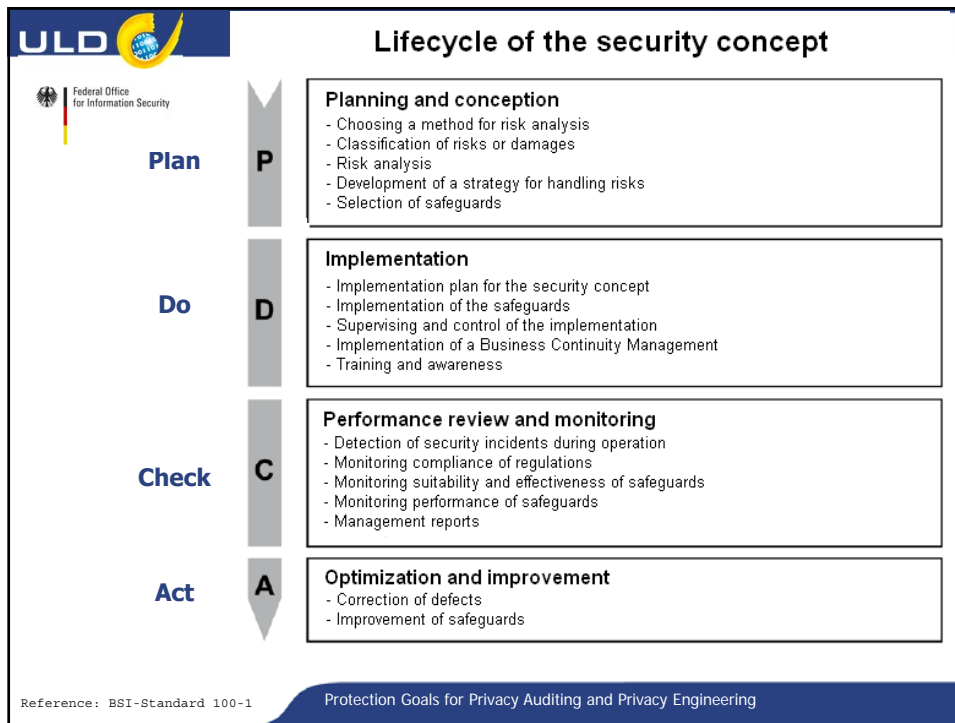 ULD
Lifecycle of the security concept
Federal Office
for Information Security
Plan
P
Planning and conception
- Choosing a method for risk analysis
- Classification of risks or damages
- Risk analysis
- Development of a strategy for handling risks
- Selection of safeguards
Do
D
Implementation
- Implementation plan for the security concept
- Implementation of the safeguards
- Supervising and control of the implementation
- Implementation of a Business Continuity Management
- Training and awareness
Check
C
Performance review and monitoring
- Detection of security incidents during operation
- Monitoring compliance of regulations
- Monitoring suitability and effectiveness of safeguards
- Monitoring performance of safeguards
- Management reports
Act
A
Optimization and improvement
- Correction of defects
- Improvement of safeguards
Reference: BSI-Standard 100-1
Protection Goals for Privacy Auditing and Privacy Engineering